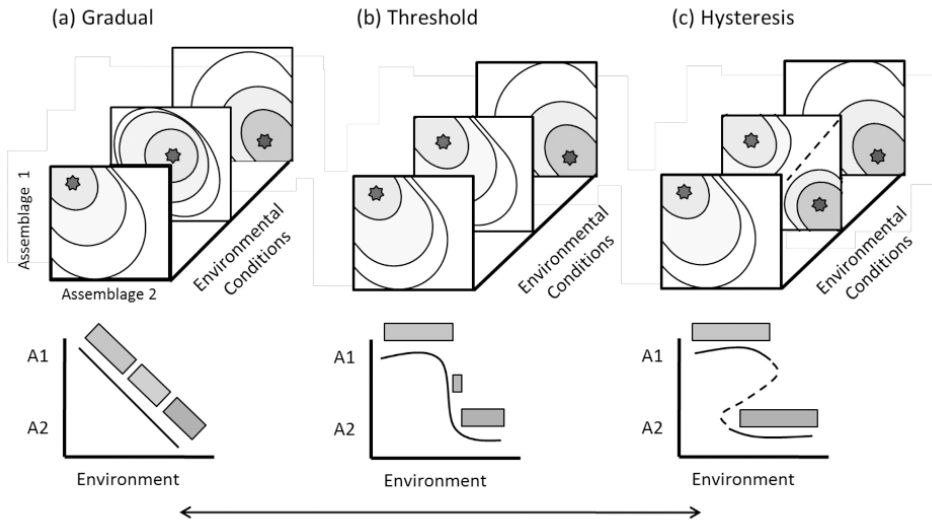 (a) Gradual
(b) Threshold
(c) Hysteresis
Assemblage 1
Assemblage 2
Environmental
Conditions
Environmental
Conditions
Environmental
Conditions
A1
A2
Environment
A1
A2
Environment
A1
A2
Environment